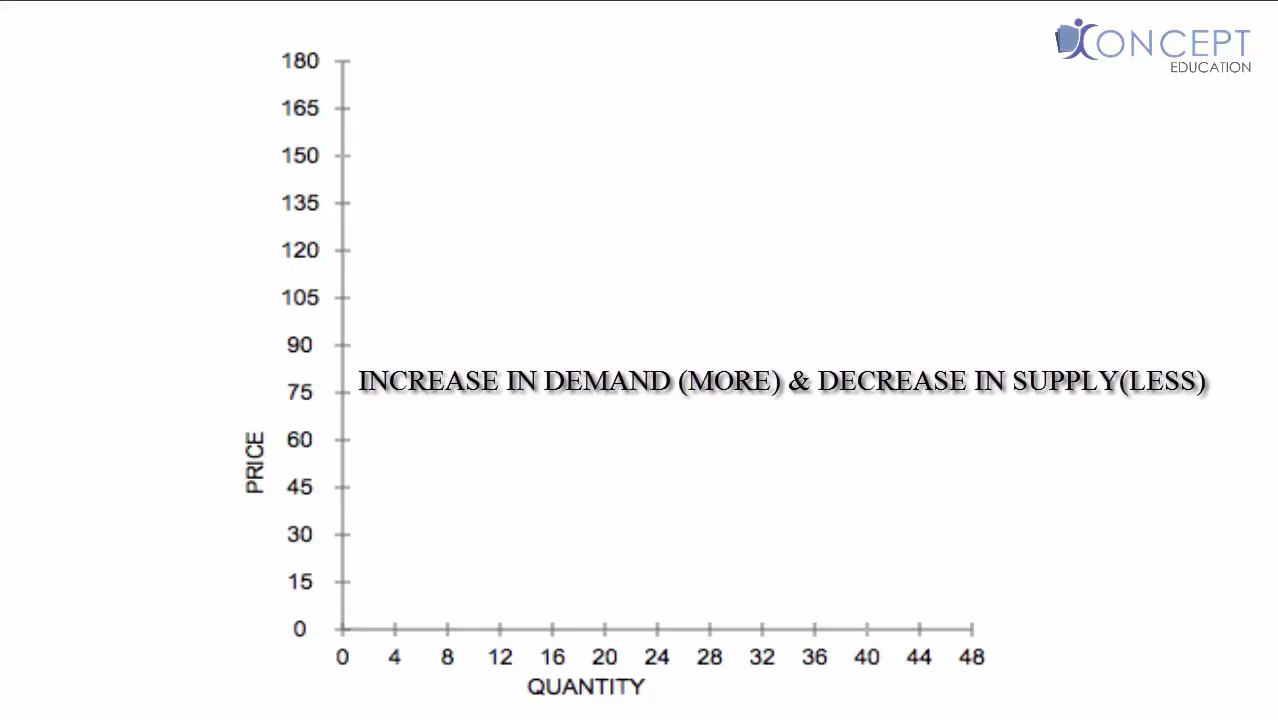 CONCEPT
EDUCATION
180
165
150
135
120
105
90
INCREASE IN DEMAND (MORE) & DECREASE IN SUPPLY(LESS)
75
60
PRICE
45
30
15
0
0 4 8 12 16 20 24 28 32 36 40 44 48
QUANTITY